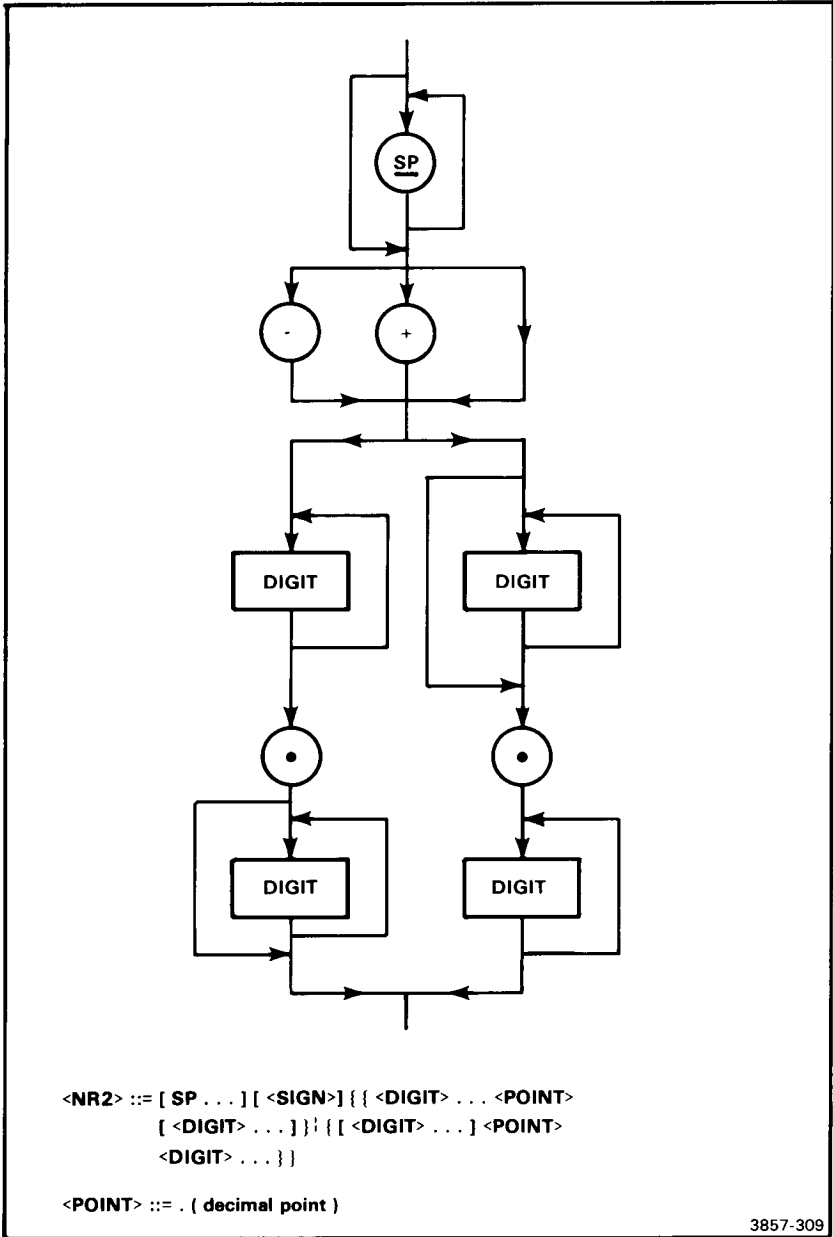 SP
- +
DIGIT DIGIT
• •
DIGIT DIGIT
<NR2> ::= [ SP . . . ] [ <SIGN>] { { <DIGIT> . . . <POINT>
[ <DIGIT> . . . ] } ¦ { [ <DIGIT> . . . ] <POINT>
<DIGIT> . . . } }
<POINT> ::= . ( decimal point )
3857-309